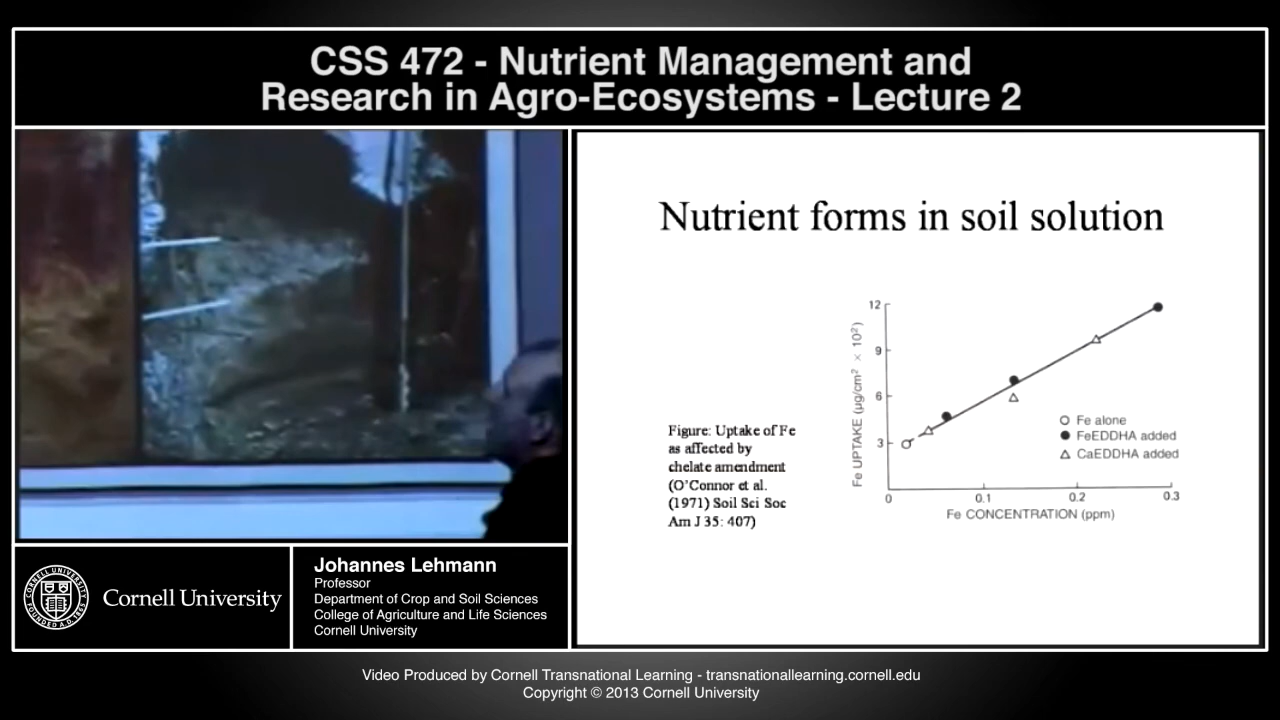 CSS 472 - Nutrient Management and
Research in Agro-Ecosystems - Lecture 2
Nutrient forms in soil solution
Figure: Uptake of Fe
as affected by
chelate amendment
(O'Connor et al.
(1971) Soil Sci Soc
Am J 35: 407)
Fe UPTAKE (µg/cm² × 10²)
12
9
6
3
0
0.1
0.2
0.3
Fe CONCENTRATION (ppm)
Fe alone
FeEDDHA added
CaEDDHA added
CORNELL UNIVERSITY
FOUNDED A.D. 1865
Cornell University
Johannes Lehmann
Professor
Department of Crop and Soil Sciences
College of Agriculture and Life Sciences
Cornell University
Video Produced by Cornell Transnational Learning - transnationallearning.cornell.edu
Copyright © 2013 Cornell University